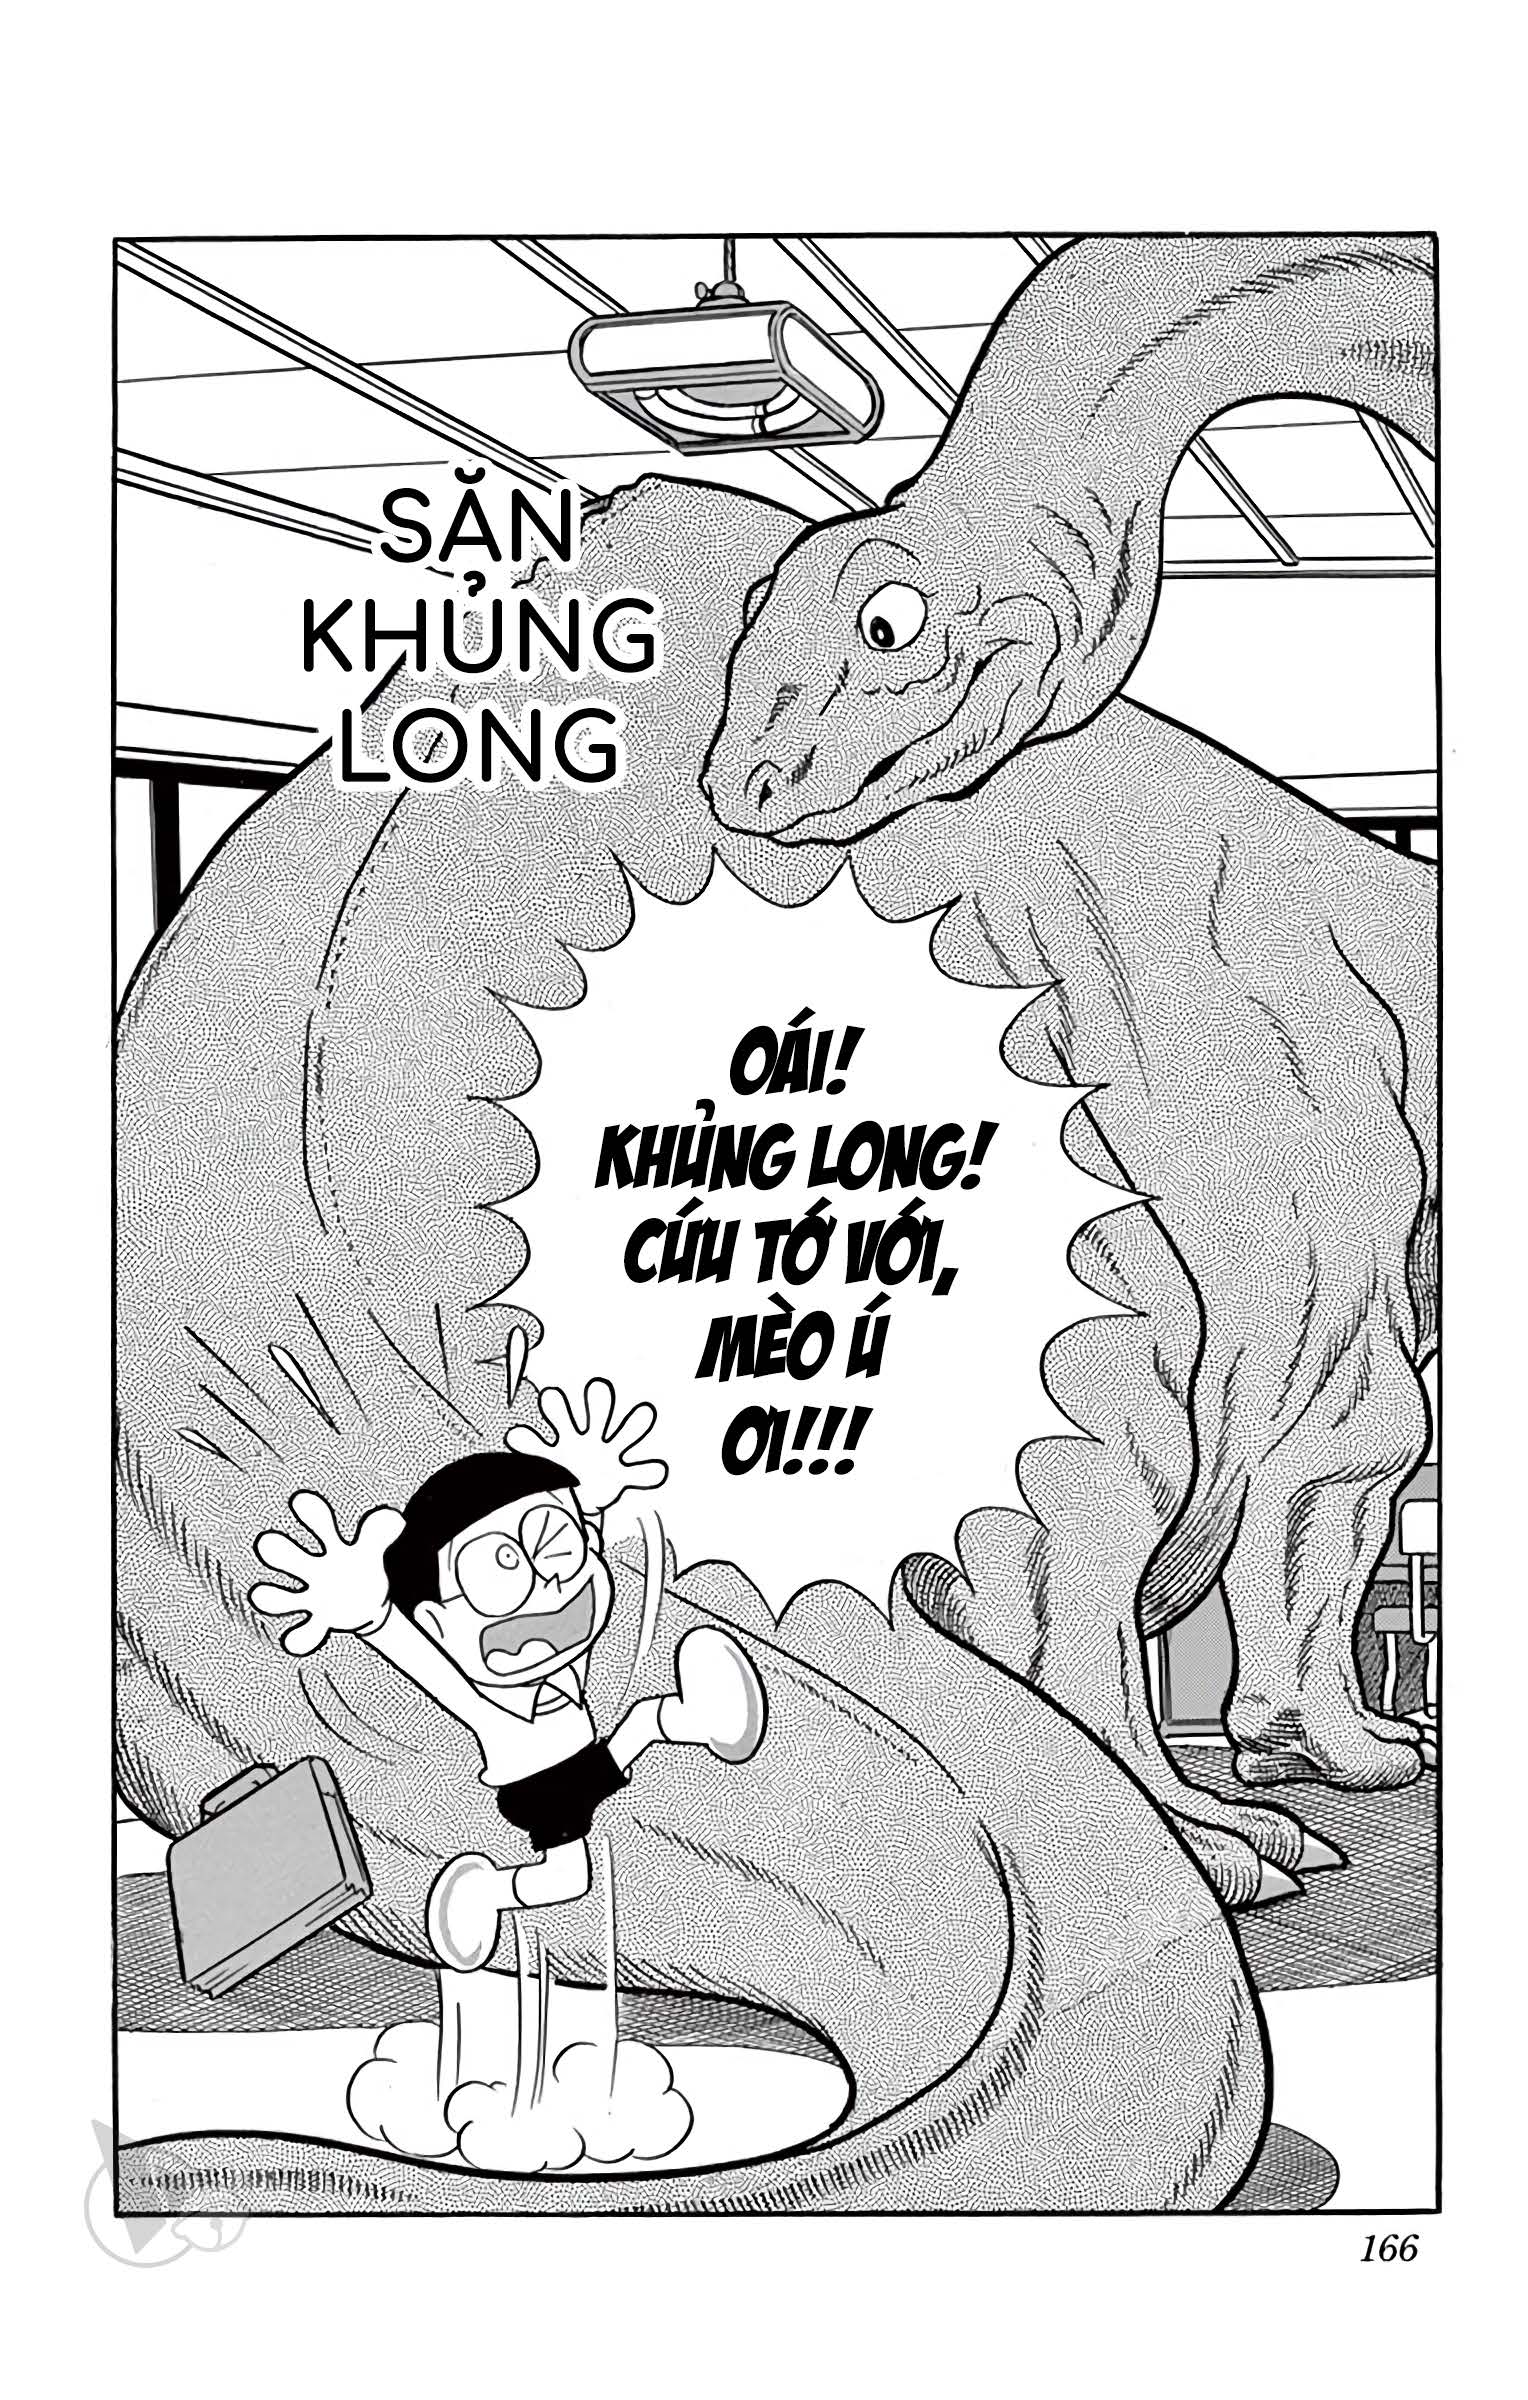 SĂN
KHỦNG
LONG
OÁI!
KHỦNG LONG!
CỨU TỚ VỚI,
MÈO Ú
ƠI!!!
166